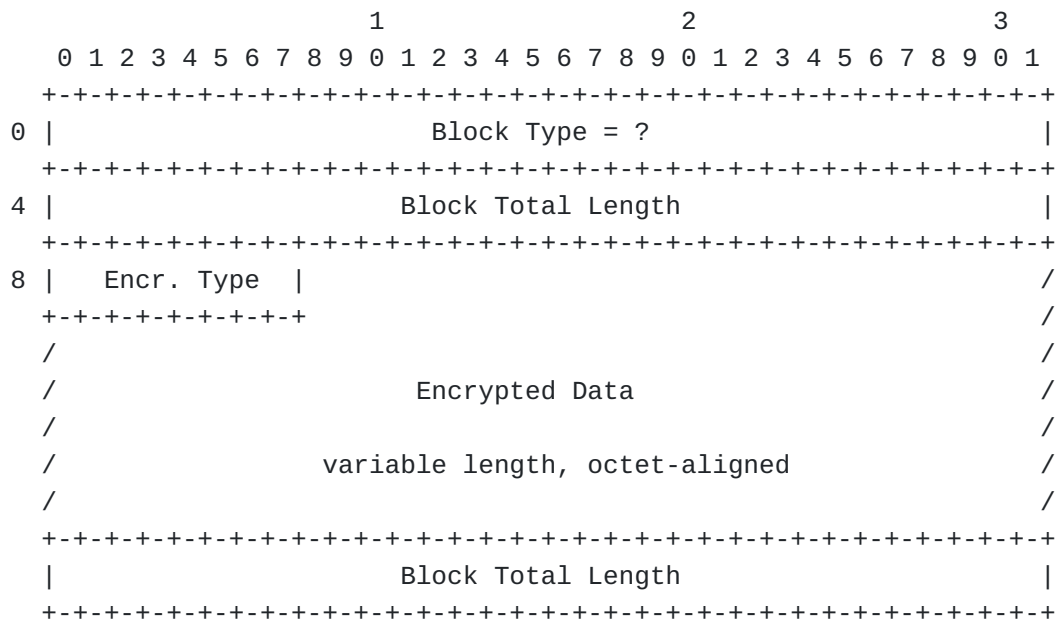 1                   2                   3
    0 1 2 3 4 5 6 7 8 9 0 1 2 3 4 5 6 7 8 9 0 1 2 3 4 5 6 7 8 9 0 1
   +-+-+-+-+-+-+-+-+-+-+-+-+-+-+-+-+-+-+-+-+-+-+-+-+-+-+-+-+-+-+-+-+
 0 |                        Block Type = ?                         |
   +-+-+-+-+-+-+-+-+-+-+-+-+-+-+-+-+-+-+-+-+-+-+-+-+-+-+-+-+-+-+-+-+
 4 |                      Block Total Length                       |
   +-+-+-+-+-+-+-+-+-+-+-+-+-+-+-+-+-+-+-+-+-+-+-+-+-+-+-+-+-+-+-+-+
 8 |   Encr. Type  |                                               /
   +-+-+-+-+-+-+-+-+                                               /
   /                                                               /
   /                       Encrypted Data                          /
   /                                                               /
   /                 variable length, octet-aligned                /
   /                                                               /
   +-+-+-+-+-+-+-+-+-+-+-+-+-+-+-+-+-+-+-+-+-+-+-+-+-+-+-+-+-+-+-+-+
   |                      Block Total Length                       |
   +-+-+-+-+-+-+-+-+-+-+-+-+-+-+-+-+-+-+-+-+-+-+-+-+-+-+-+-+-+-+-+-+